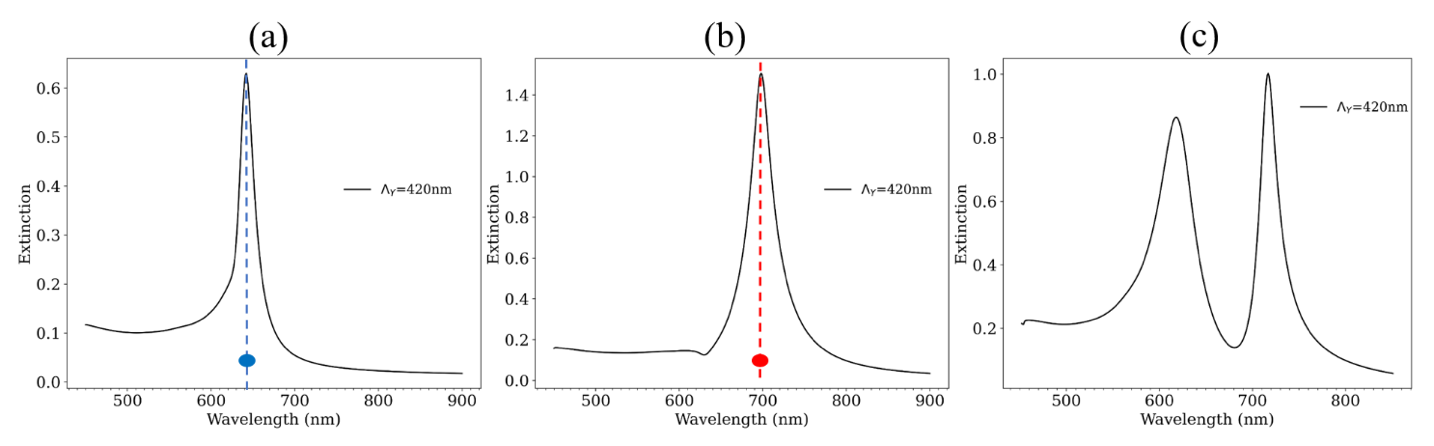 (a)
0.6
0.5
0.4
0.3
0.2
0.1
0.0
Extinction
Λ_Y=420nm
500 600 700 800 900
Wavelength (nm)
(b)
1.4
1.2
1.0
0.8
0.6
0.4
0.2
0.0
Extinction
Λ_Y=420nm
500 600 700 800 900
Wavelength (nm)
(c)
1.0
0.8
0.6
0.4
0.2
Extinction
Λ_Y=420nm
500 600 700 800
Wavelength (nm)